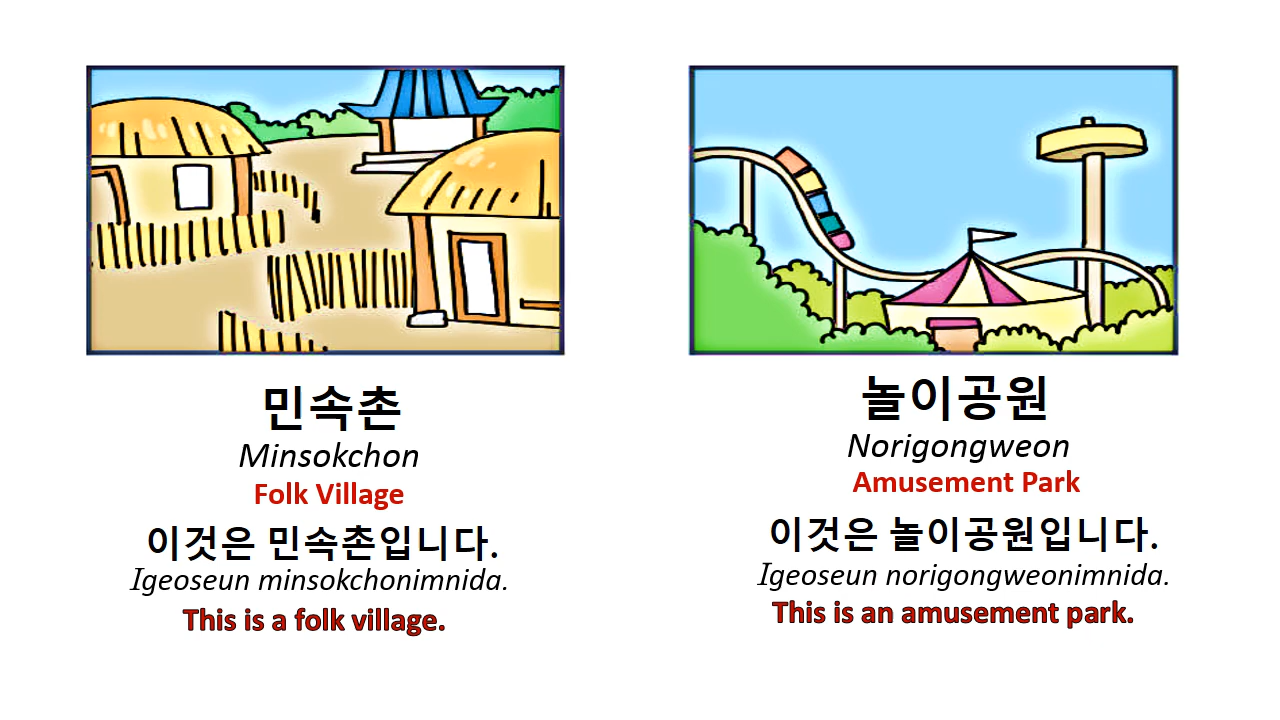 민속촌
Minsokchon
Folk Village
이것은 민속촌입니다.
Igeoseun minsokchonimnida.
This is a folk village.
놀이공원
Norigongweon
Amusement Park
이것은 놀이공원입니다.
Igeoseun norigongweonimnida.
This is an amusement park.